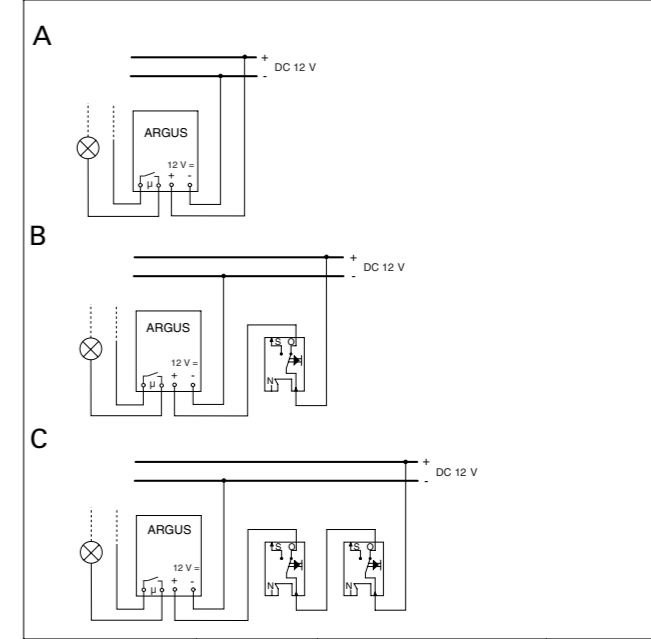 A
+
DC 12 V
-
ARGUS
12 V =
µ + -
B
+
DC 12 V
-
ARGUS
S O
12 V =
µ + -
N
C
+
DC 12 V
-
ARGUS
S O S O
12 V =
µ + -
N N